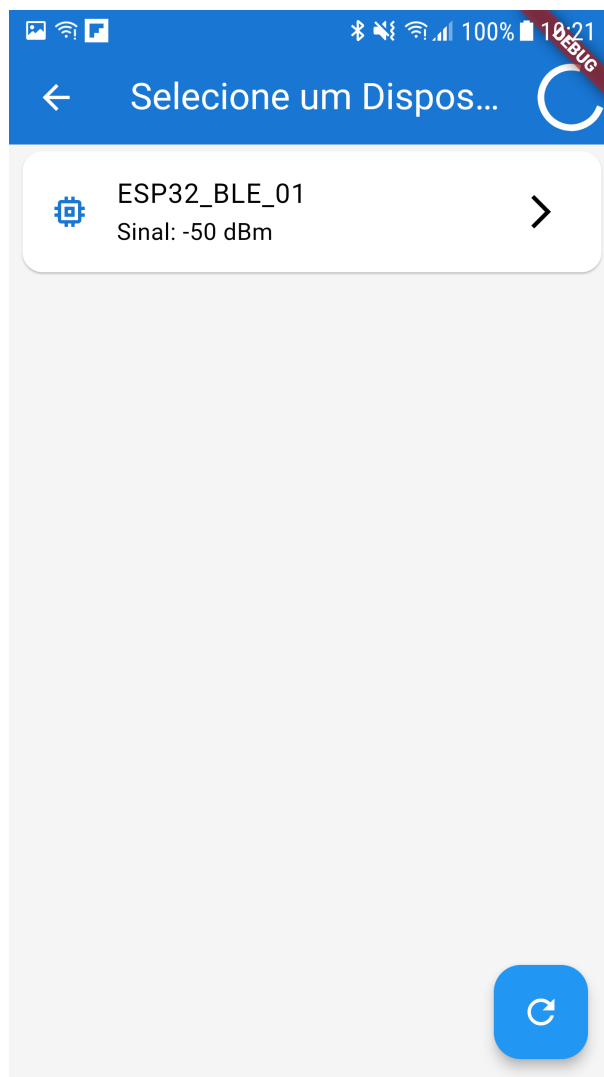 100% 10:21
DEBUG
Selecione um Dispos...
ESP32_BLE_01
Sinal: -50 dBm